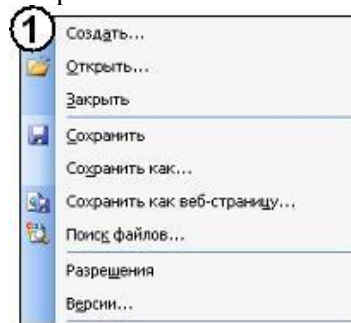 1
Создать...
Открыть...
Закрыть
Сохранить
Сохранить как...
Сохранить как веб-страницу...
Поиск файлов...
Разрешения
Версии...